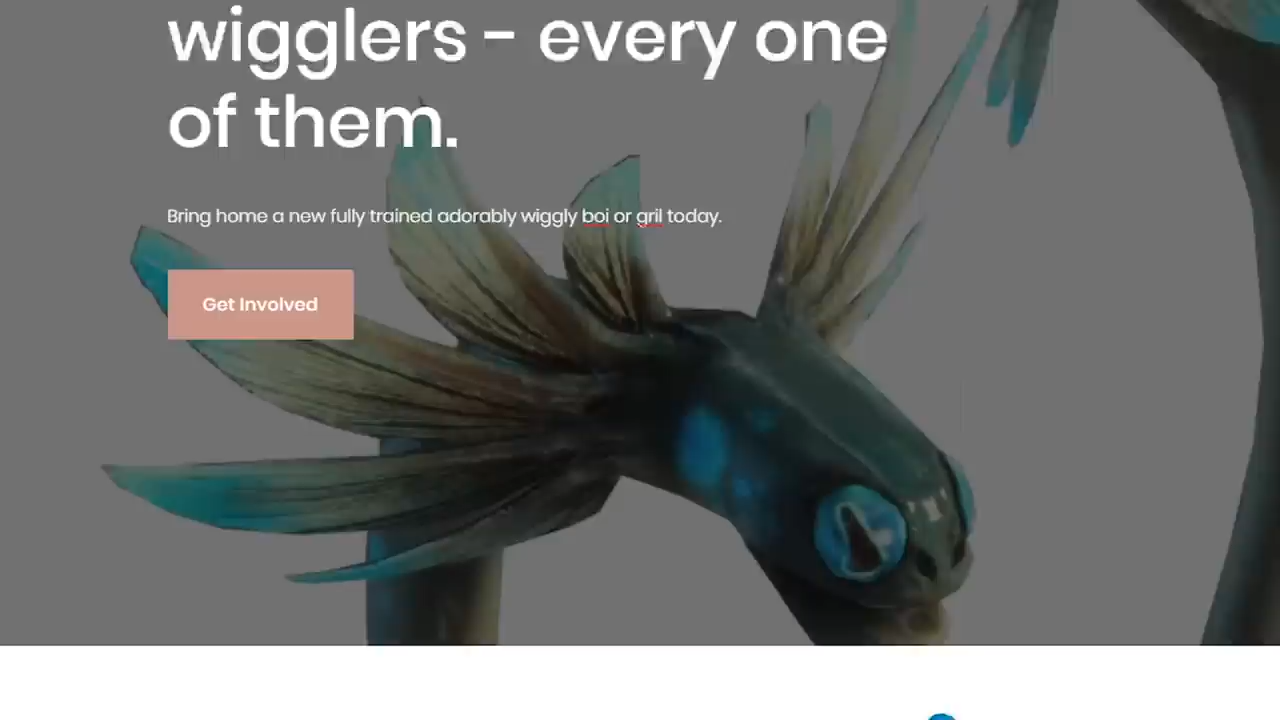 wigglers - every one
of them.
Bring home a new fully trained adorably wiggly boi or gril today.
Get Involved